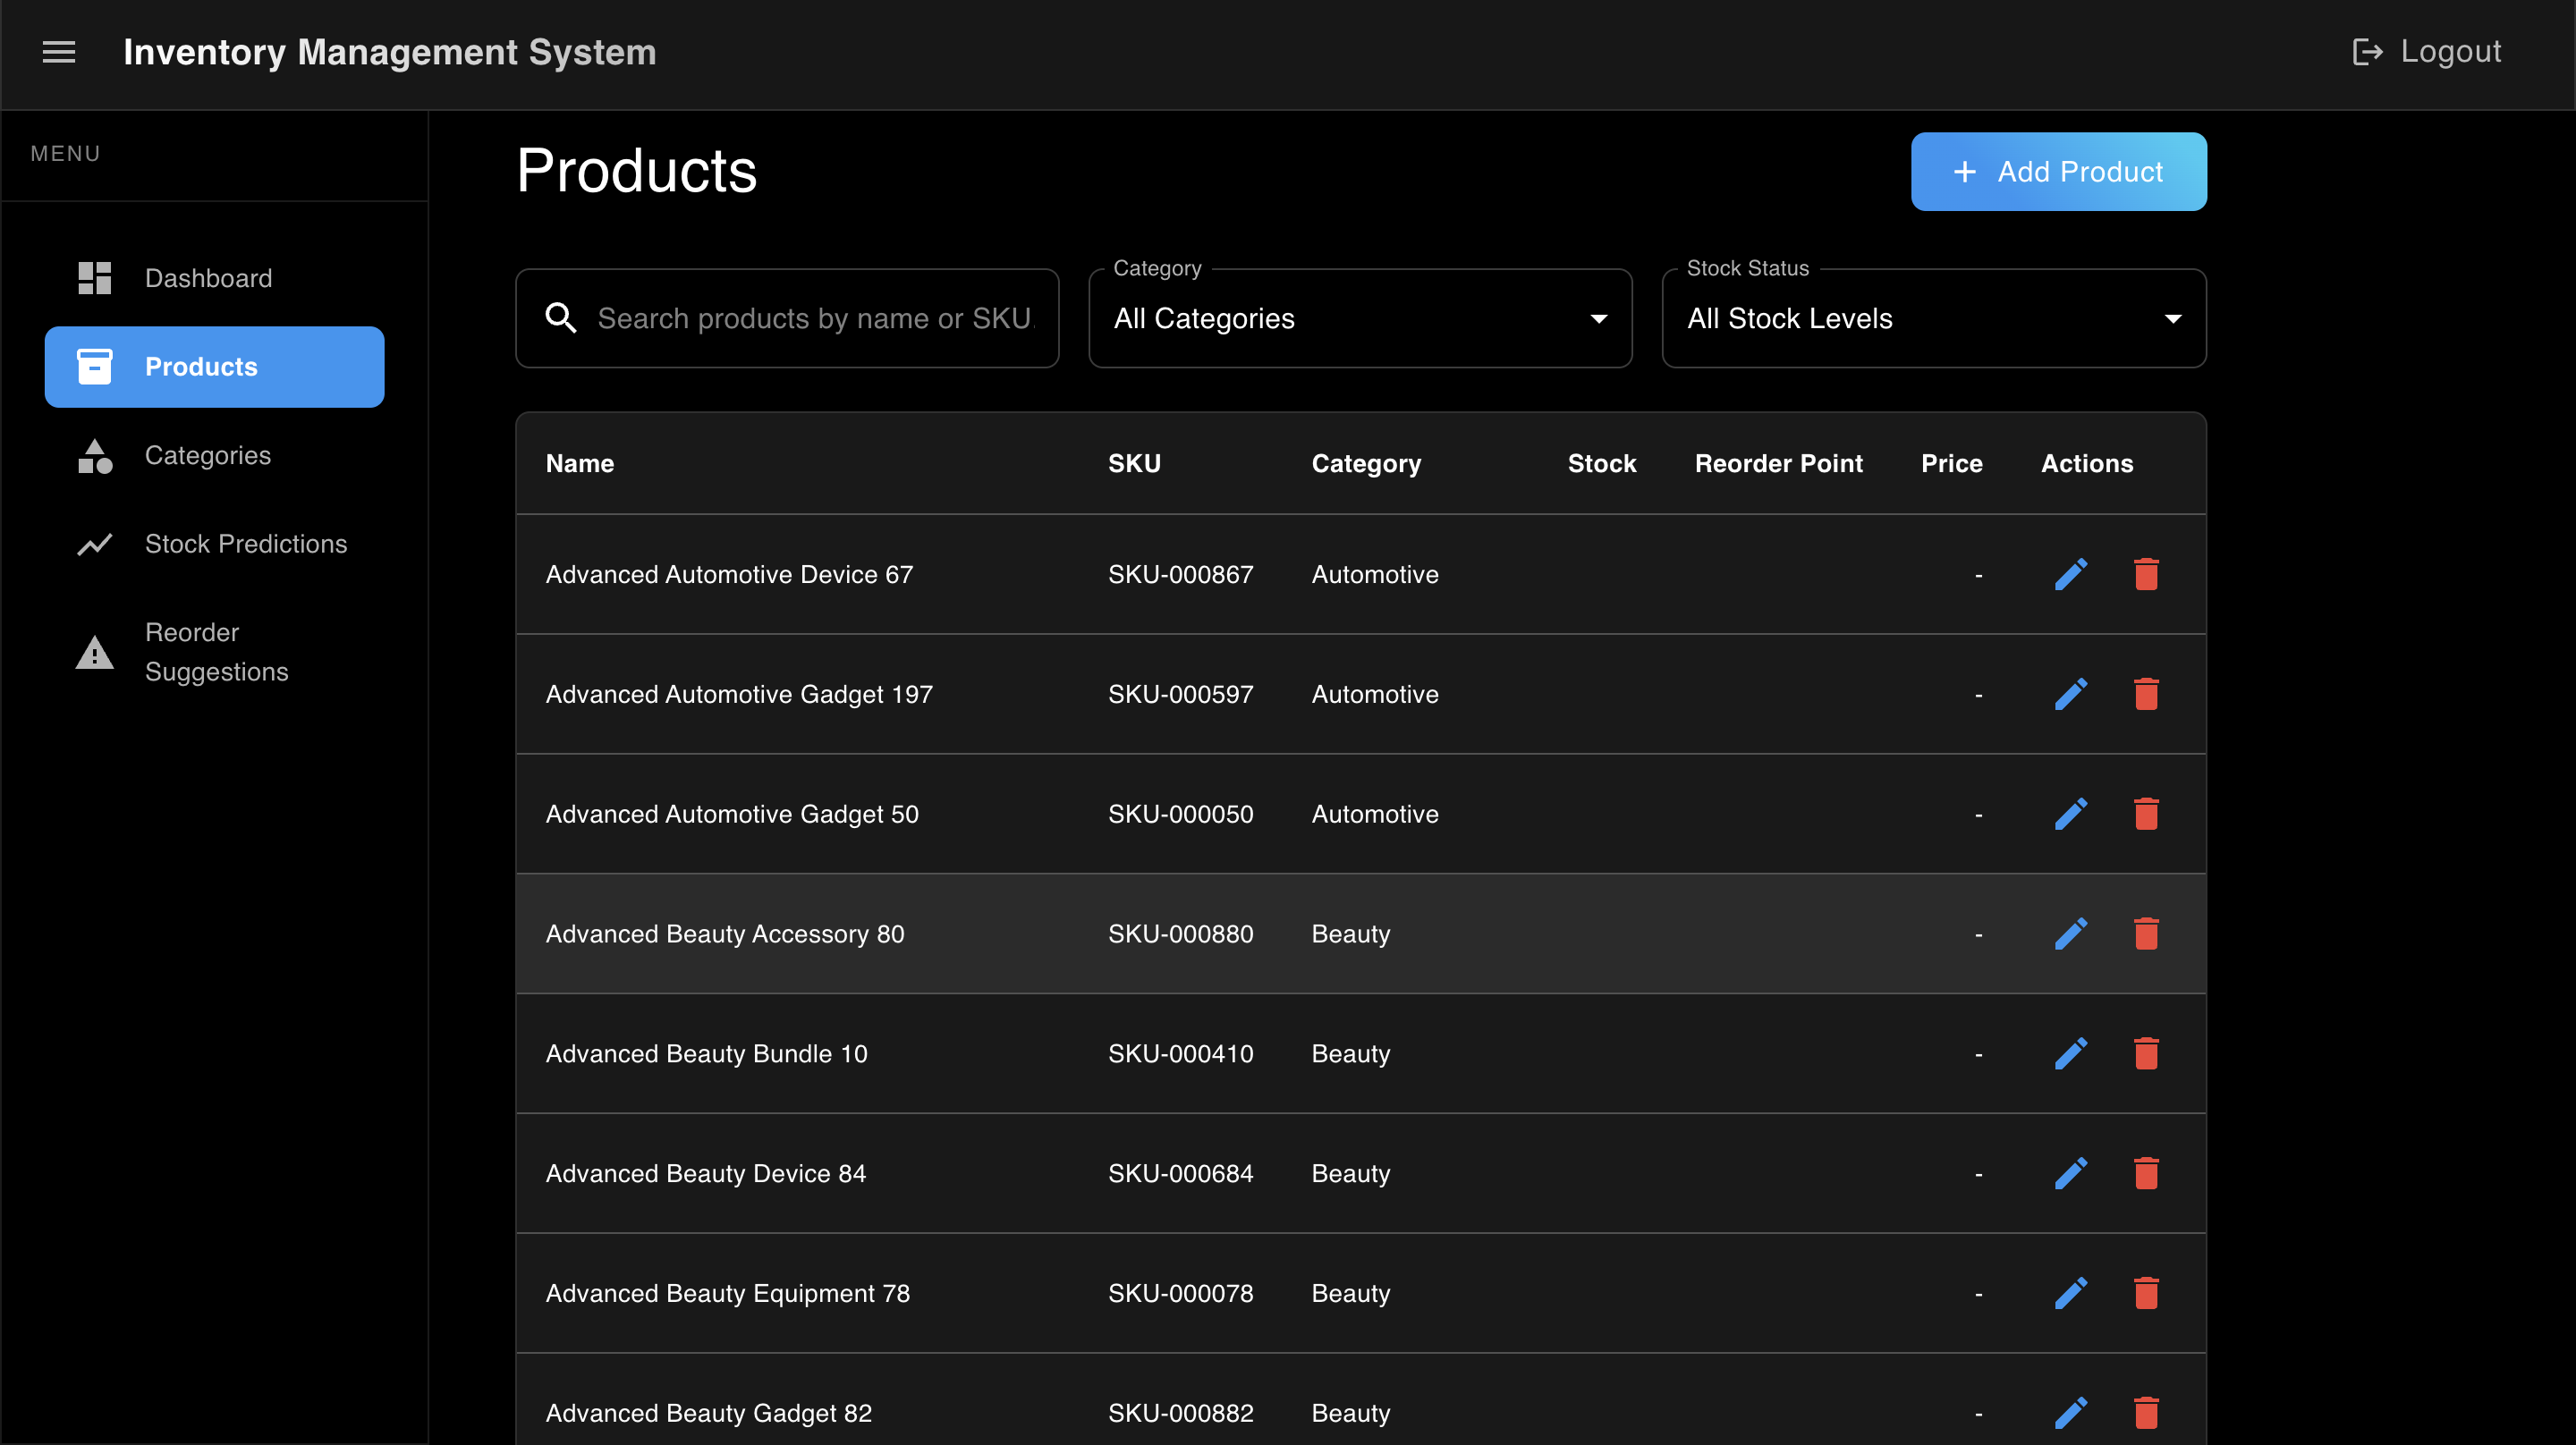 Inventory Management System
Logout
MENU
Dashboard
Products
Categories
Stock Predictions
Reorder
Suggestions
Products
+ Add Product
Search products by name or SKU.
Category
All Categories
Stock Status
All Stock Levels
Name SKU Category Stock Reorder Point Price Actions
Advanced Automotive Device 67 SKU-000867 Automotive -
Advanced Automotive Gadget 197 SKU-000597 Automotive -
Advanced Automotive Gadget 50 SKU-000050 Automotive -
Advanced Beauty Accessory 80 SKU-000880 Beauty -
Advanced Beauty Bundle 10 SKU-000410 Beauty -
Advanced Beauty Device 84 SKU-000684 Beauty -
Advanced Beauty Equipment 78 SKU-000078 Beauty -
Advanced Beauty Gadget 82 SKU-000882 Beauty -